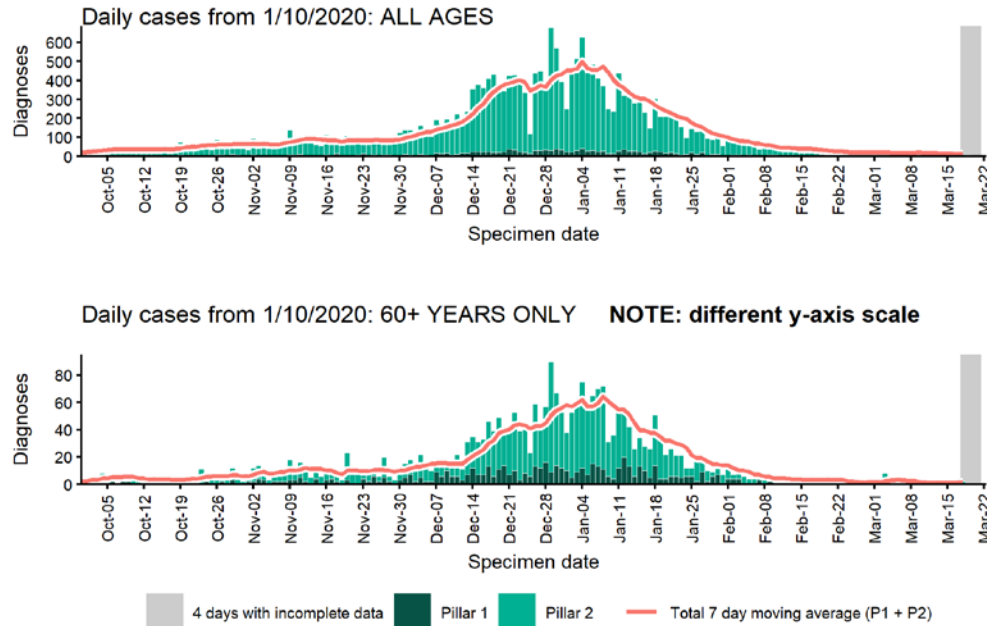 Daily cases from 1/10/2020: ALL AGES
600
500
400
300
200
100
0
Diagnoses
Oct-05
Oct-12
Oct-19
Oct-26
Nov-02
Nov-09
Nov-16
Nov-23
Nov-30
Dec-07
Dec-14
Dec-21
Dec-28
Jan-04
Jan-11
Jan-18
Jan-25
Feb-01
Feb-08
Feb-15
Feb-22
Mar-01
Mar-08
Mar-15
Mar-22
Specimen date
Daily cases from 1/10/2020: 60+ YEARS ONLY NOTE: different y-axis scale
80
60
40
20
0
Diagnoses
Oct-05
Oct-12
Oct-19
Oct-26
Nov-02
Nov-09
Nov-16
Nov-23
Nov-30
Dec-07
Dec-14
Dec-21
Dec-28
Jan-04
Jan-11
Jan-18
Jan-25
Feb-01
Feb-08
Feb-15
Feb-22
Mar-01
Mar-08
Mar-15
Mar-22
Specimen date
4 days with incomplete data Pillar 1 Pillar 2 Total 7 day moving average (P1 + P2)